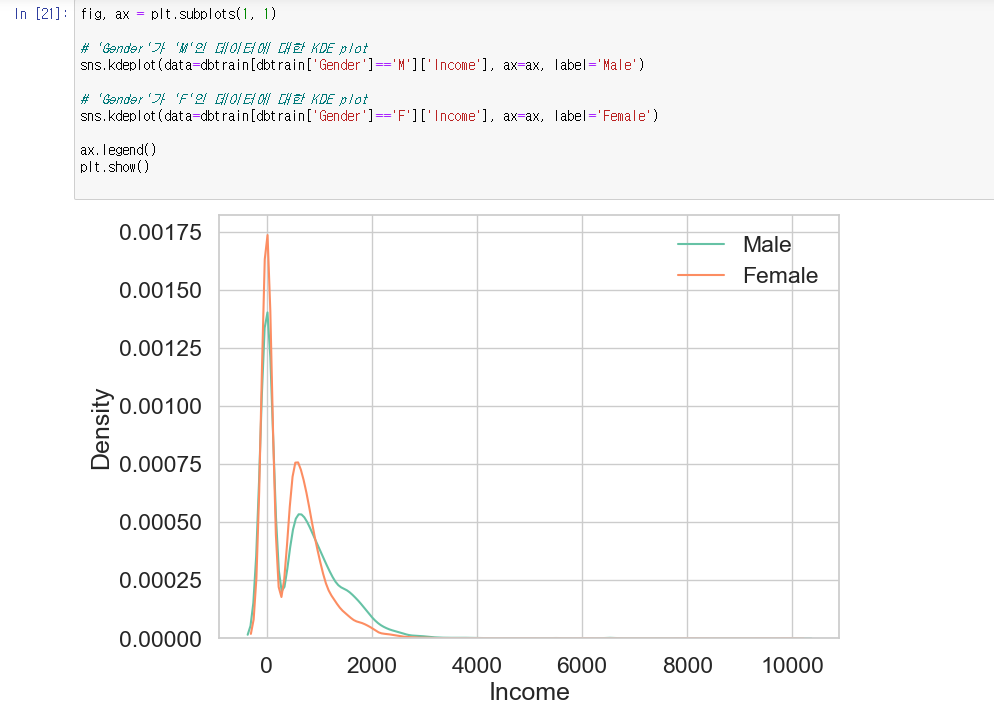 In [21]: fig, ax = plt.subplots(1, 1)
# 'Gender'가 'M'인 데이터에 대한 KDE plot
sns.kdeplot(data=dbtrain[dbtrain['Gender']=='M']['Income'], ax=ax, label='Male')
# 'Gender'가 'F'인 데이터에 대한 KDE plot
sns.kdeplot(data=dbtrain[dbtrain['Gender']=='F']['Income'], ax=ax, label='Female')
ax.legend()
plt.show()
0.00175
0.00150
0.00125
0.00100
0.00075
0.00050
0.00025
0.00000
Density
Male
Female
0 2000 4000 6000 8000 10000
Income